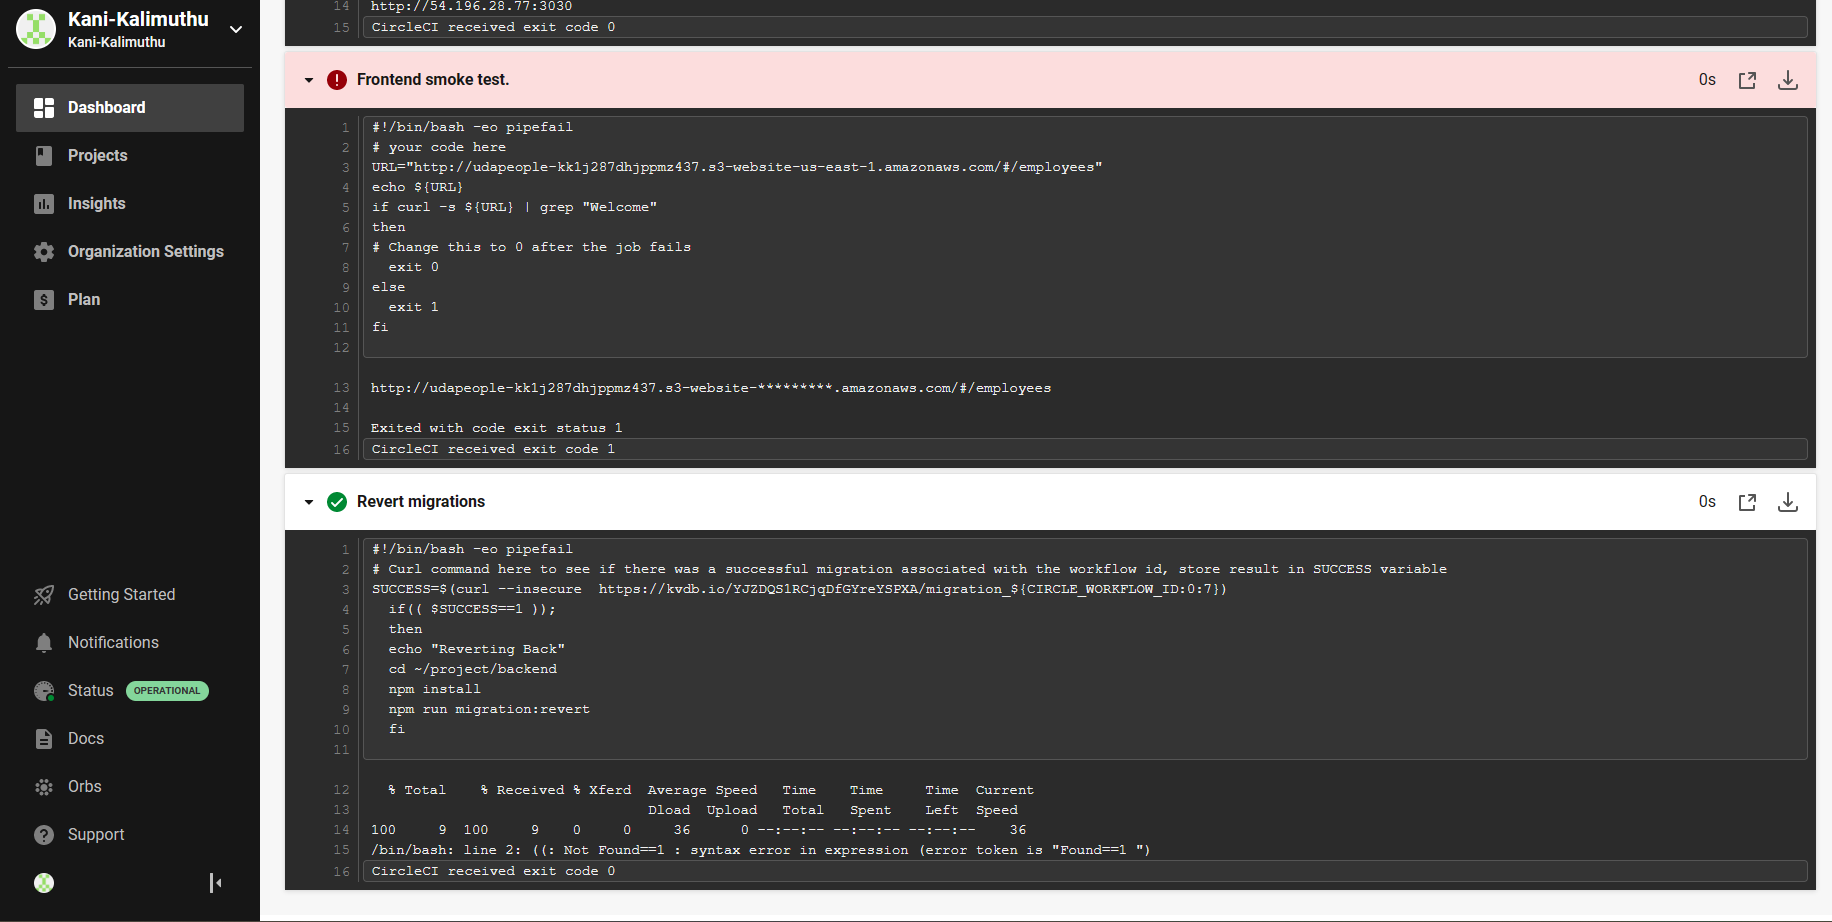 Kani-Kalimuthu
Kani-Kalimuthu
Dashboard
Projects
Insights
Organization Settings
$ Plan
Getting Started
Notifications
Status OPERATIONAL
Docs
Orbs
? Support
14 http://54.196.28.77:3030
15 CircleCI received exit code 0
! Frontend smoke test. 0s
1 #!/bin/bash -eo pipefail
2 # your code here
3 URL="http://udapeople-kk1j287dhjppmz437.s3-website-us-east-1.amazonaws.com/#/employees"
4 echo ${URL}
5 if curl -s ${URL} | grep "Welcome"
6 then
7 # Change this to 0 after the job fails
8 exit 0
9 else
10 exit 1
11 fi
12
13 http://udapeople-kk1j287dhjppmz437.s3-website-*********.amazonaws.com/#/employees
14
15 Exited with code exit status 1
16 CircleCI received exit code 1
Revert migrations 0s
1 #!/bin/bash -eo pipefail
2 # Curl command here to see if there was a successful migration associated with the workflow id, store result in SUCCESS variable
3 SUCCESS=$(curl --insecure  https://kvdb.io/YJZDQS1RCjqDfGYreYSPXA/migration_${CIRCLE_WORKFLOW_ID:0:7})
4 if(( $SUCCESS==1 ));
5 then
6 echo "Reverting Back"
7 cd ~/project/backend
8 npm install
9 npm run migration:revert
10 fi
11
12 % Total % Received % Xferd Average Speed Time Time Time Current
13 Dload Upload Total Spent Left Speed
14 100 9 100 9 0 0 36 0 --:--:-- --:--:-- --:--:-- 36
15 /bin/bash: line 2: ((: Not Found==1 : syntax error in expression (error token is "Found==1 ")
16 CircleCI received exit code 0